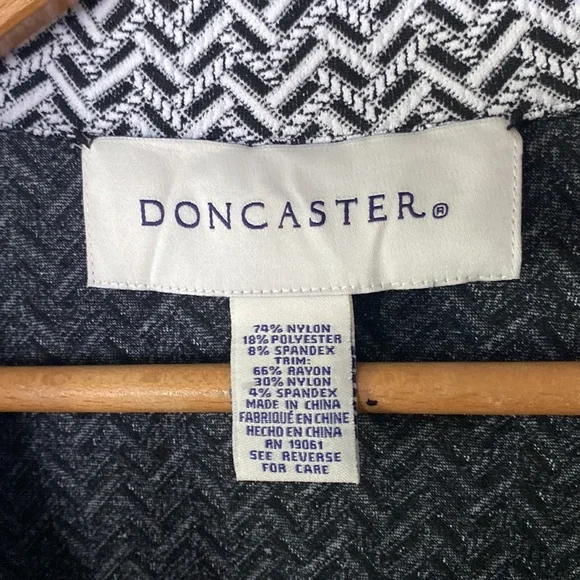 DONCASTER®
74% NYLON
18% POLYESTER
8% SPANDEX
TRIM:
66% RAYON
30% NYLON
4% SPANDEX
MADE IN CHINA
FABRIQUÉ EN CHINE
HECHO EN CHINA
RN 19061
SEE REVERSE
FOR CARE